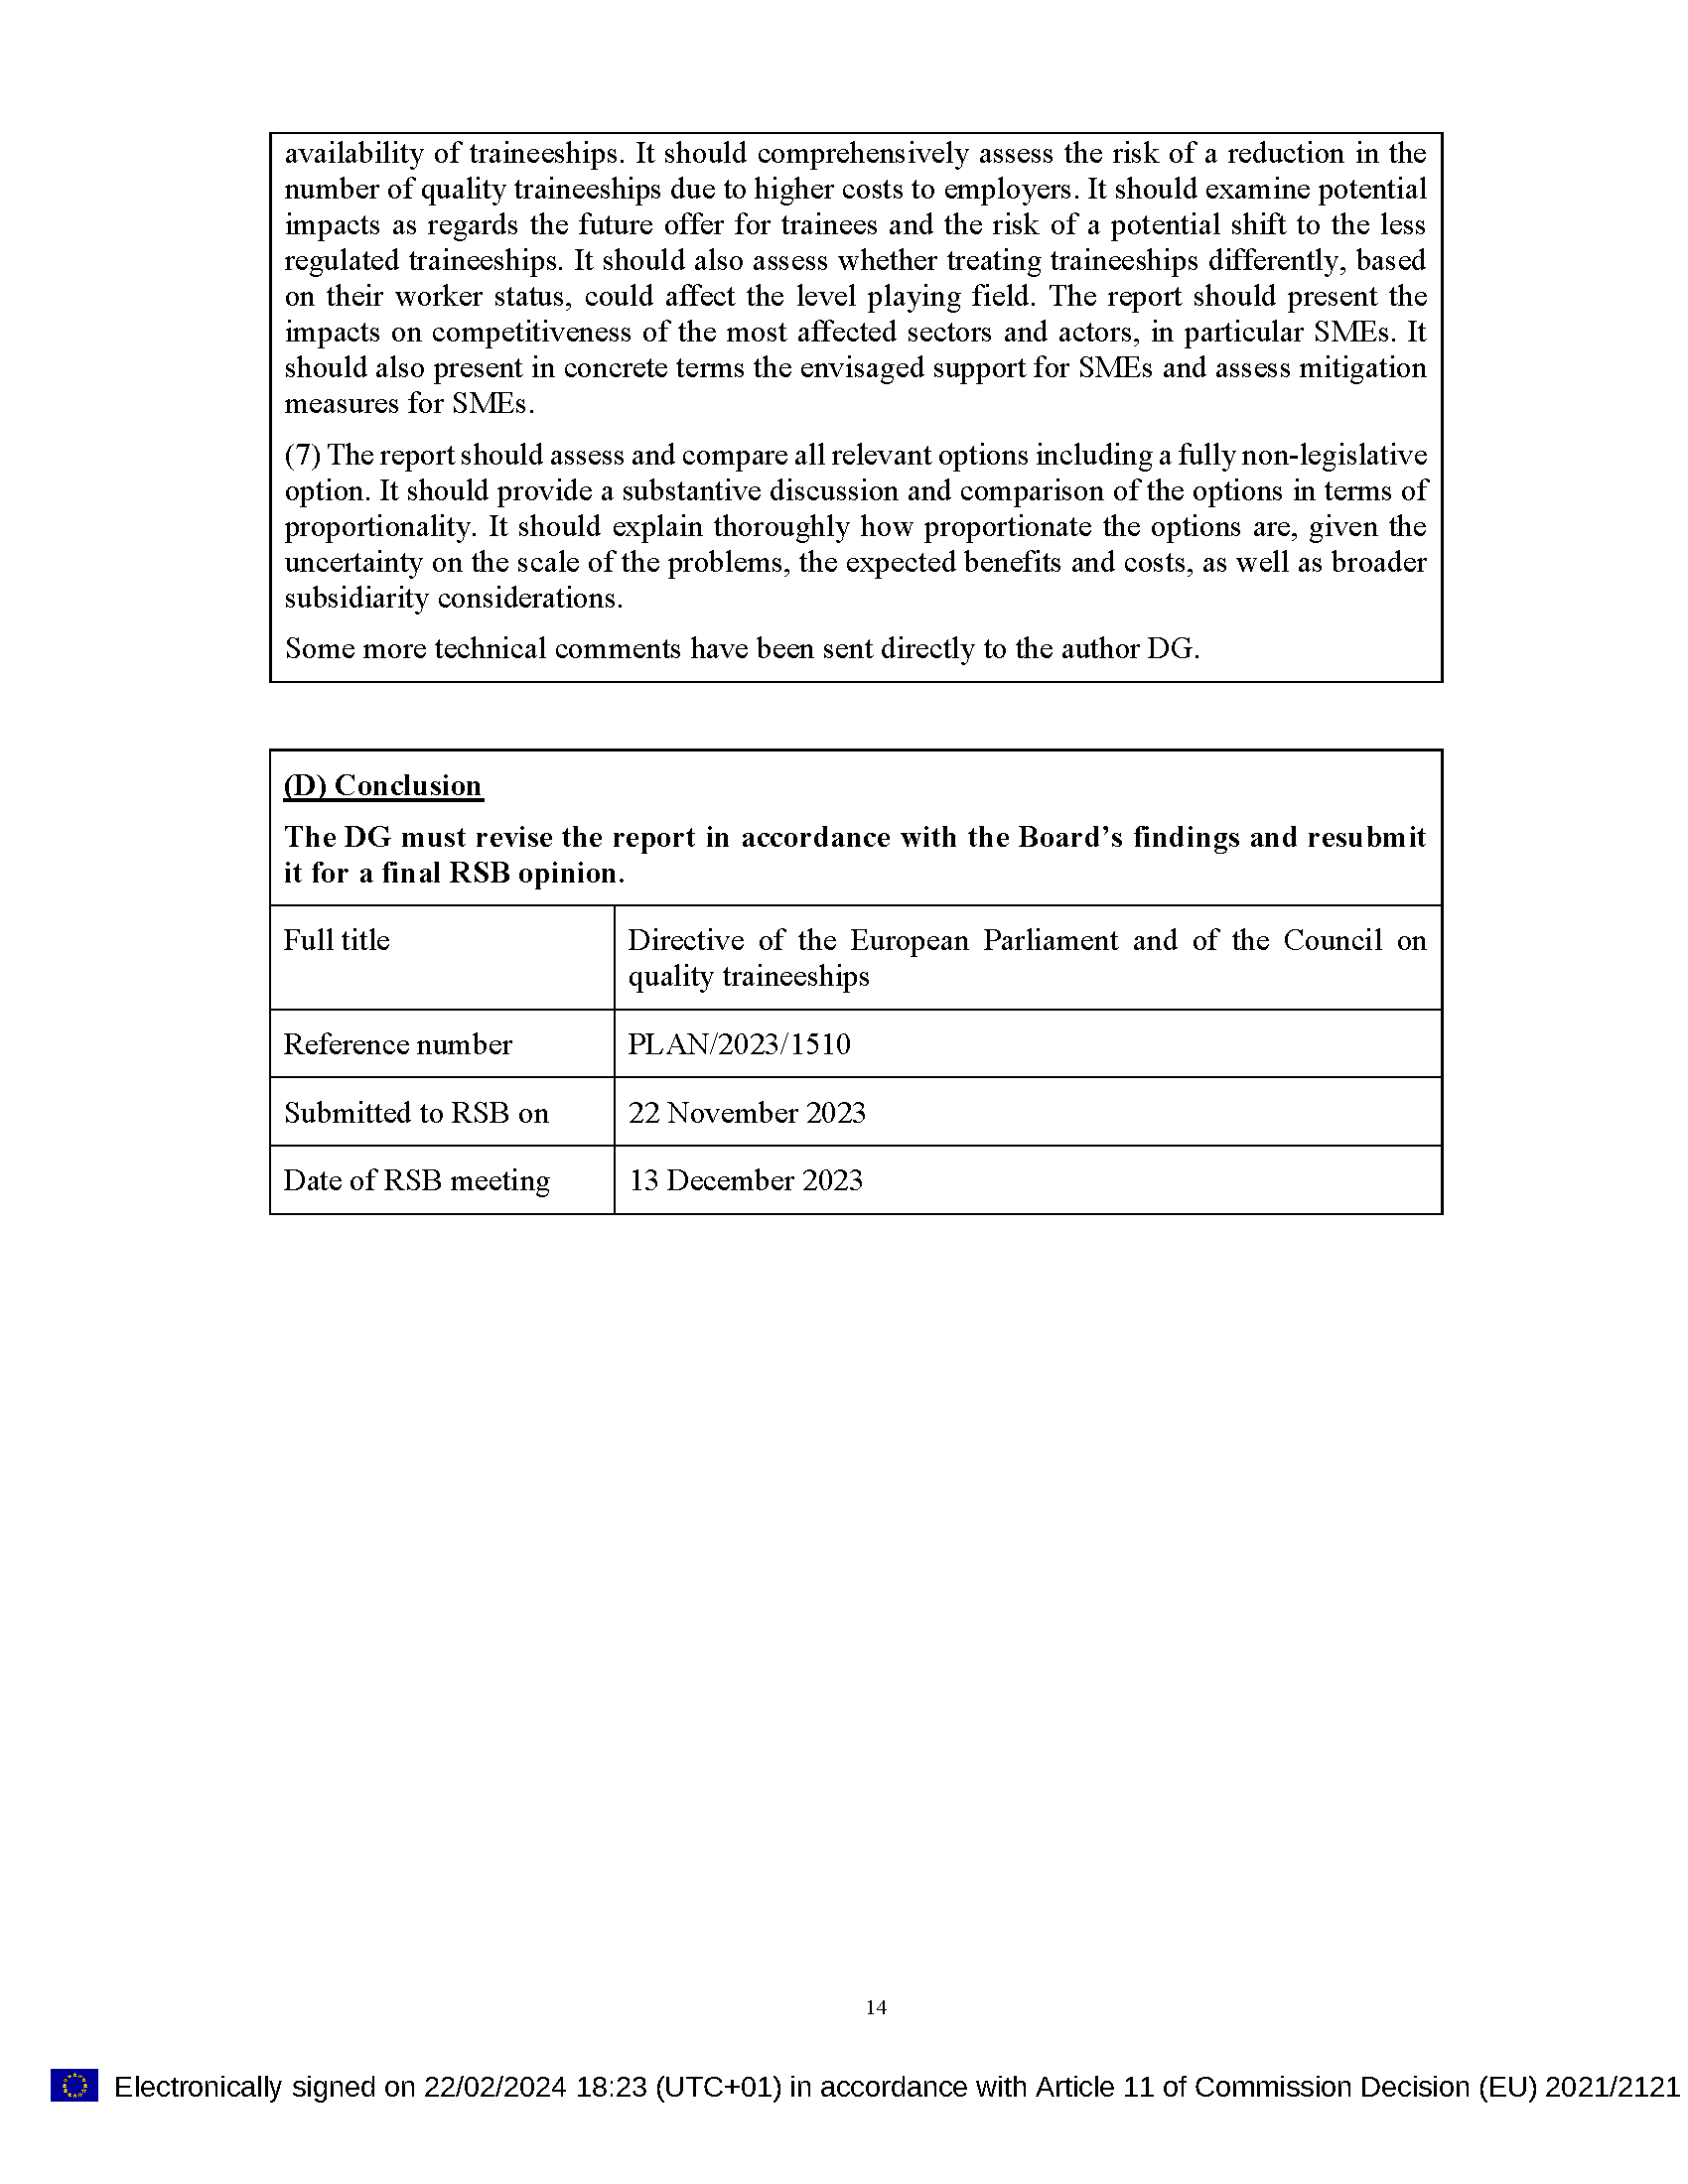 availability of traineeships. It should comprehensively assess the risk of a reduction in the
number of quality traineeships due to higher costs to employers. It should examine potential
impacts as regards the future offer for trainees and the risk of a potential shift to the less
regulated traineeships. It should also assess whether treating traineeships differently, based
on their worker status, could affect the level playing field. The report should present the
impacts on competitiveness of the most affected sectors and actors, in particular SMEs. It
should also present in concrete terms the envisaged support for SMEs and assess mitigation
measures for SMEs.
(7) The report should assess and compare all relevant options including a fully non-legislative
option. It should provide a substantive discussion and comparison of the options in terms of
proportionality. It should explain thoroughly how proportionate the options are, given the
uncertainty on the scale of the problems, the expected benefits and costs, as well as broader
subsidiarity considerations.
Some more technical comments have been sent directly to the author DG.
(D) Conclusion
The DG must revise the report in accordance with the Board’s findings and resubmit
it for a final RSB opinion.
Full title
Directive of the European Parliament and of the Council on
quality traineeships
Reference number
PLAN/2023/1510
Submitted to RSB on
22 November 2023
Date of RSB meeting
13 December 2023
14
Electronically signed on 22/02/2024 18:23 (UTC+01) in accordance with Article 11 of Commission Decision (EU) 2021/2121